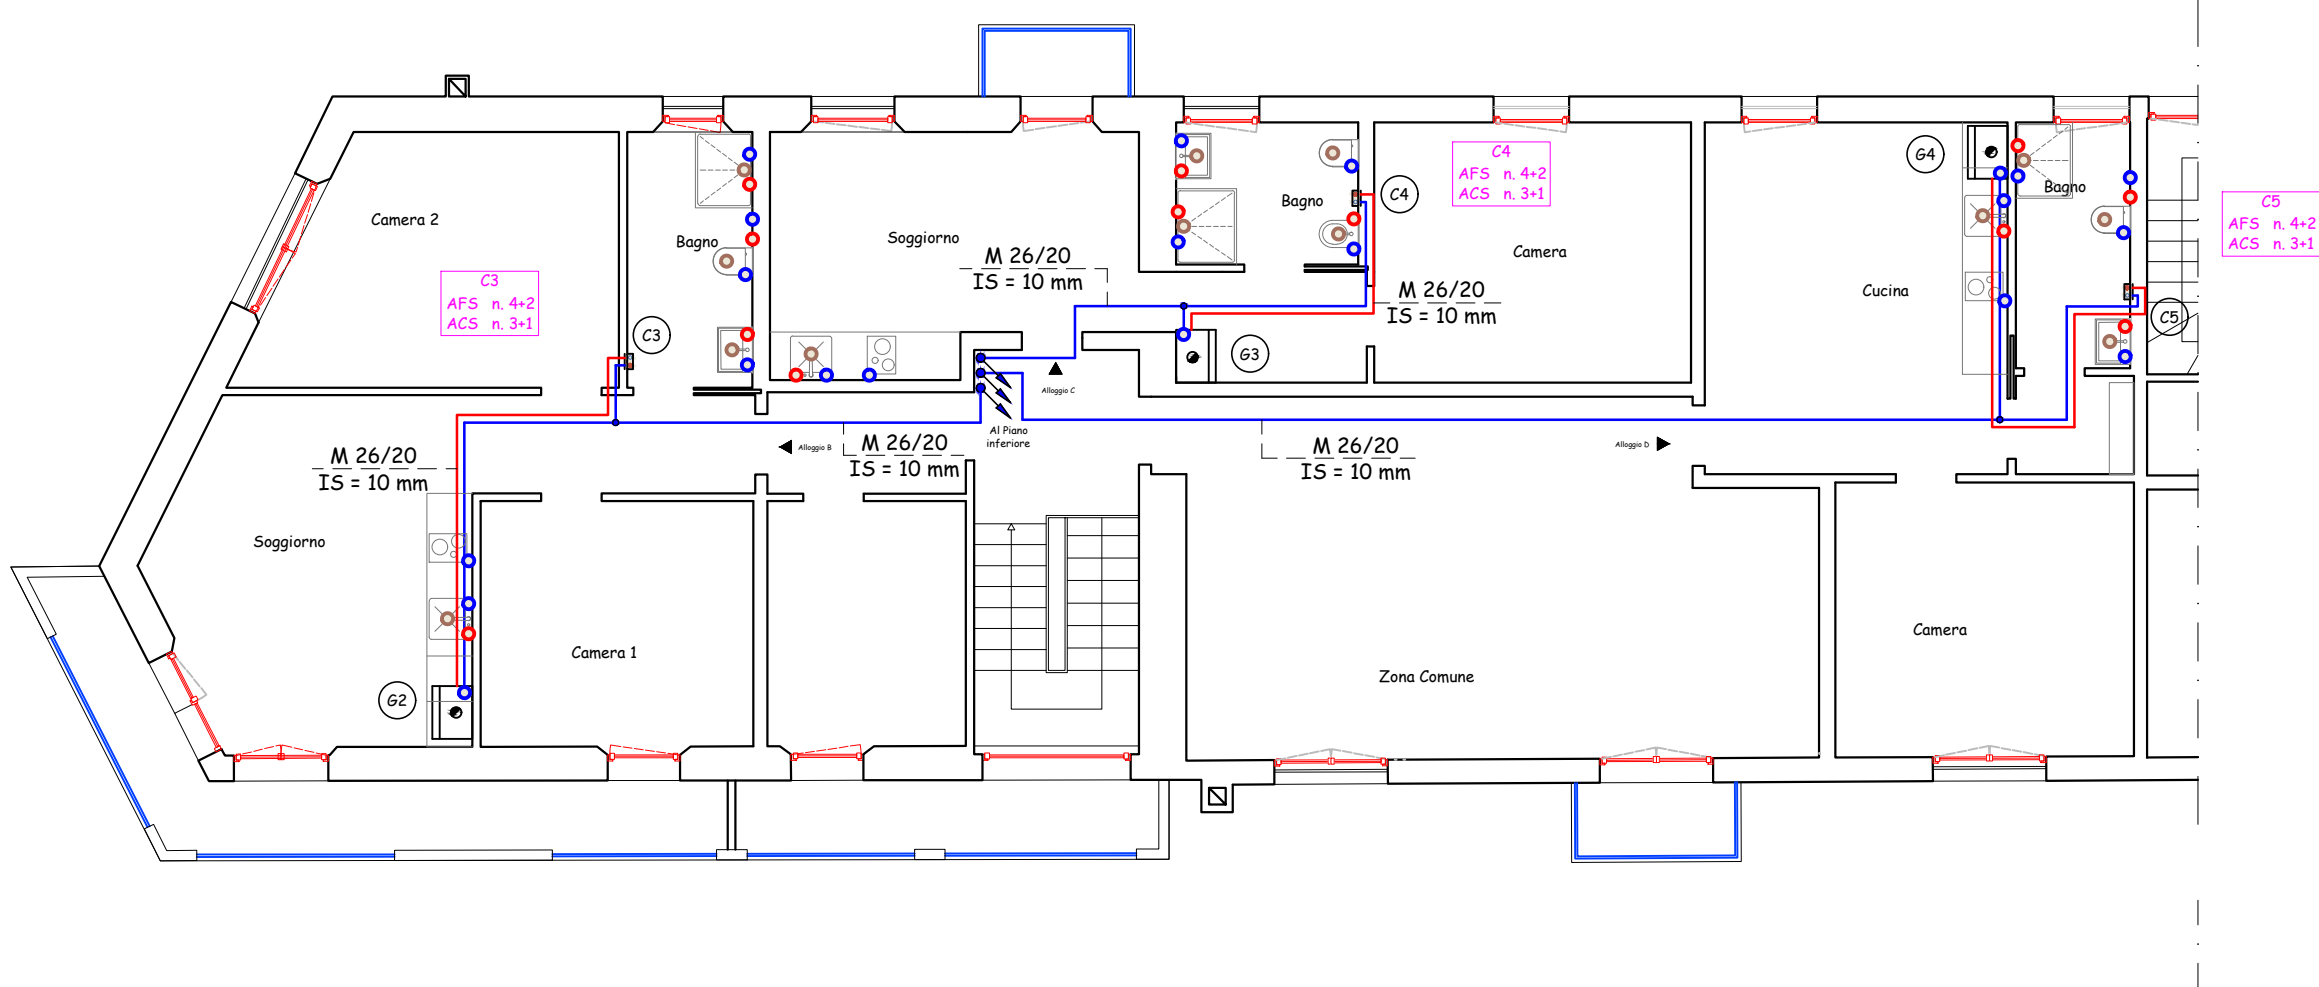 Camera 2
C3
AFS n. 4+2
ACS n. 3+1
Bagno
C3
Soggiorno
M 26/20
IS = 10 mm
Bagno
C4
C4
AFS n. 4+2
ACS n. 3+1
Camera
M 26/20
IS = 10 mm
G3
Alloggio C
Cucina
G4
Bagno
C5
C5
AFS n. 4+2
ACS n. 3+1
M 26/20
IS = 10 mm
Alloggio B
M 26/20
IS = 10 mm
Al Piano
inferiore
M 26/20
IS = 10 mm
Alloggio D
Soggiorno
G2
Camera 1
Zona Comune
Camera